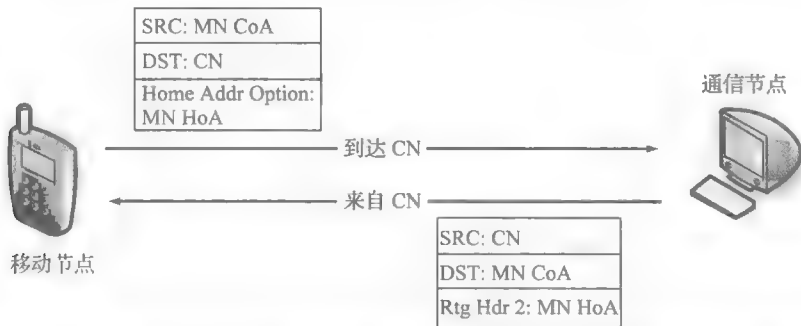 SRC: MN CoA
DST: CN
Home Addr Option:
MN HoA
通信节点
到达 CN
来自 CN
移动节点
SRC: CN
DST: MN CoA
Rtg Hdr 2: MN HoA